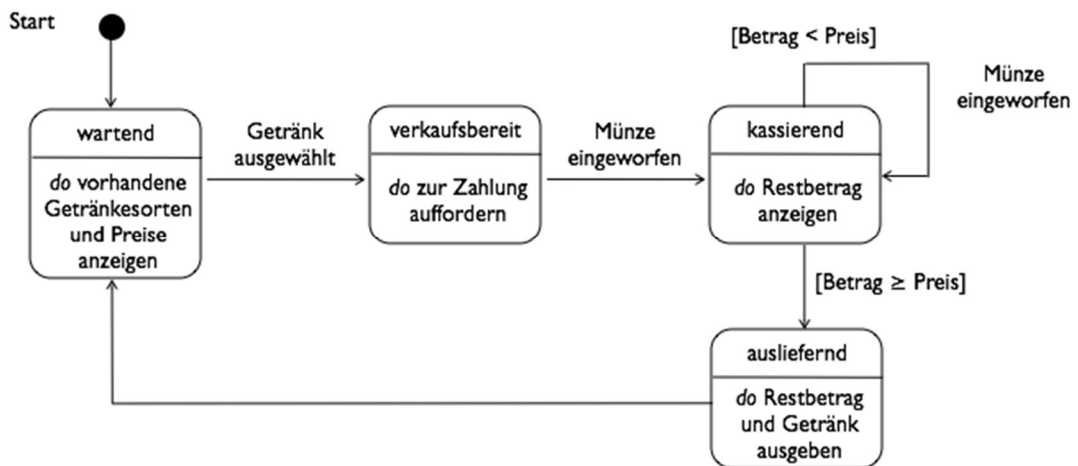 Start
wartend
do vorhandene
Getränkesorten
und Preise
anzeigen
Getränk
ausgewählt
verkaufsbereit
do zur Zahlung
auffordern
Münze
eingeworfen
kassierend
do Restbetrag
anzeigen
[Betrag < Preis]
Münze
eingeworfen
[Betrag ≥ Preis]
ausliefernd
do Restbetrag
und Getränk
ausgeben